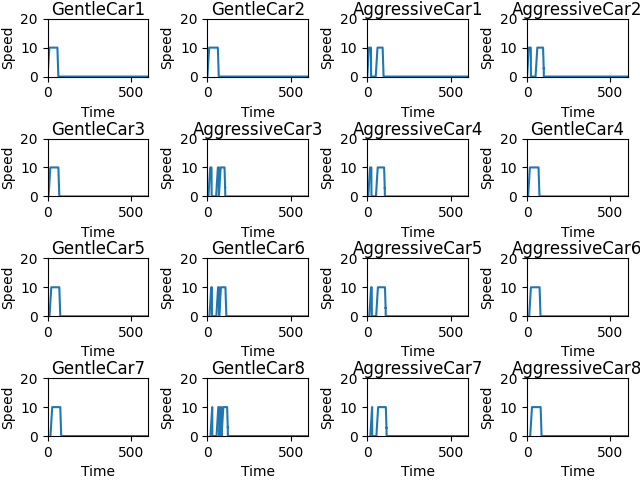 GentleCar1 GentleCar2 AggressiveCar1 AggressiveCar2
20 20 20 20
Speed Speed Speed Speed
10 10 10 10
0 0 0 0
0 500 0 500 0 500 0 500
Time Time Time Time
GentleCar3 AggressiveCar3 AggressiveCar4 GentleCar4
20 20 20 20
Speed Speed Speed Speed
10 10 10 10
0 0 0 0
0 500 0 500 0 500 0 500
Time Time Time Time
GentleCar5 GentleCar6 AggressiveCar5 AggressiveCar6
20 20 20 20
Speed Speed Speed Speed
10 10 10 10
0 0 0 0
0 500 0 500 0 500 0 500
Time Time Time Time
GentleCar7 GentleCar8 AggressiveCar7 AggressiveCar8
20 20 20 20
Speed Speed Speed Speed
10 10 10 10
0 0 0 0
0 500 0 500 0 500 0 500
Time Time Time Time